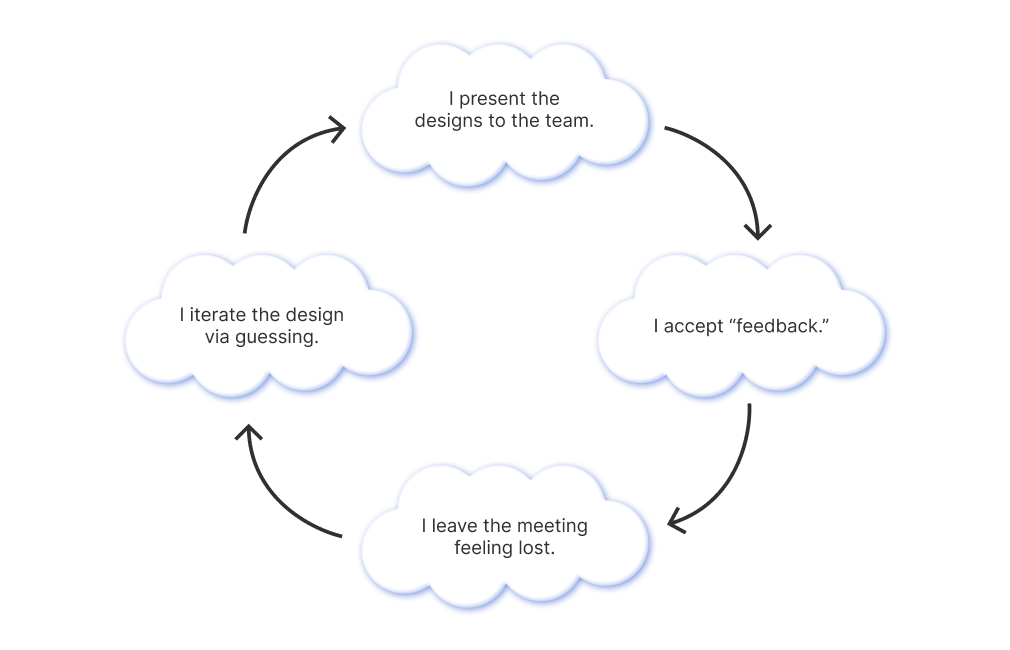 I present the
designs to the team.
I accept “feedback.”
I leave the meeting
feeling lost.
I iterate the design
via guessing.